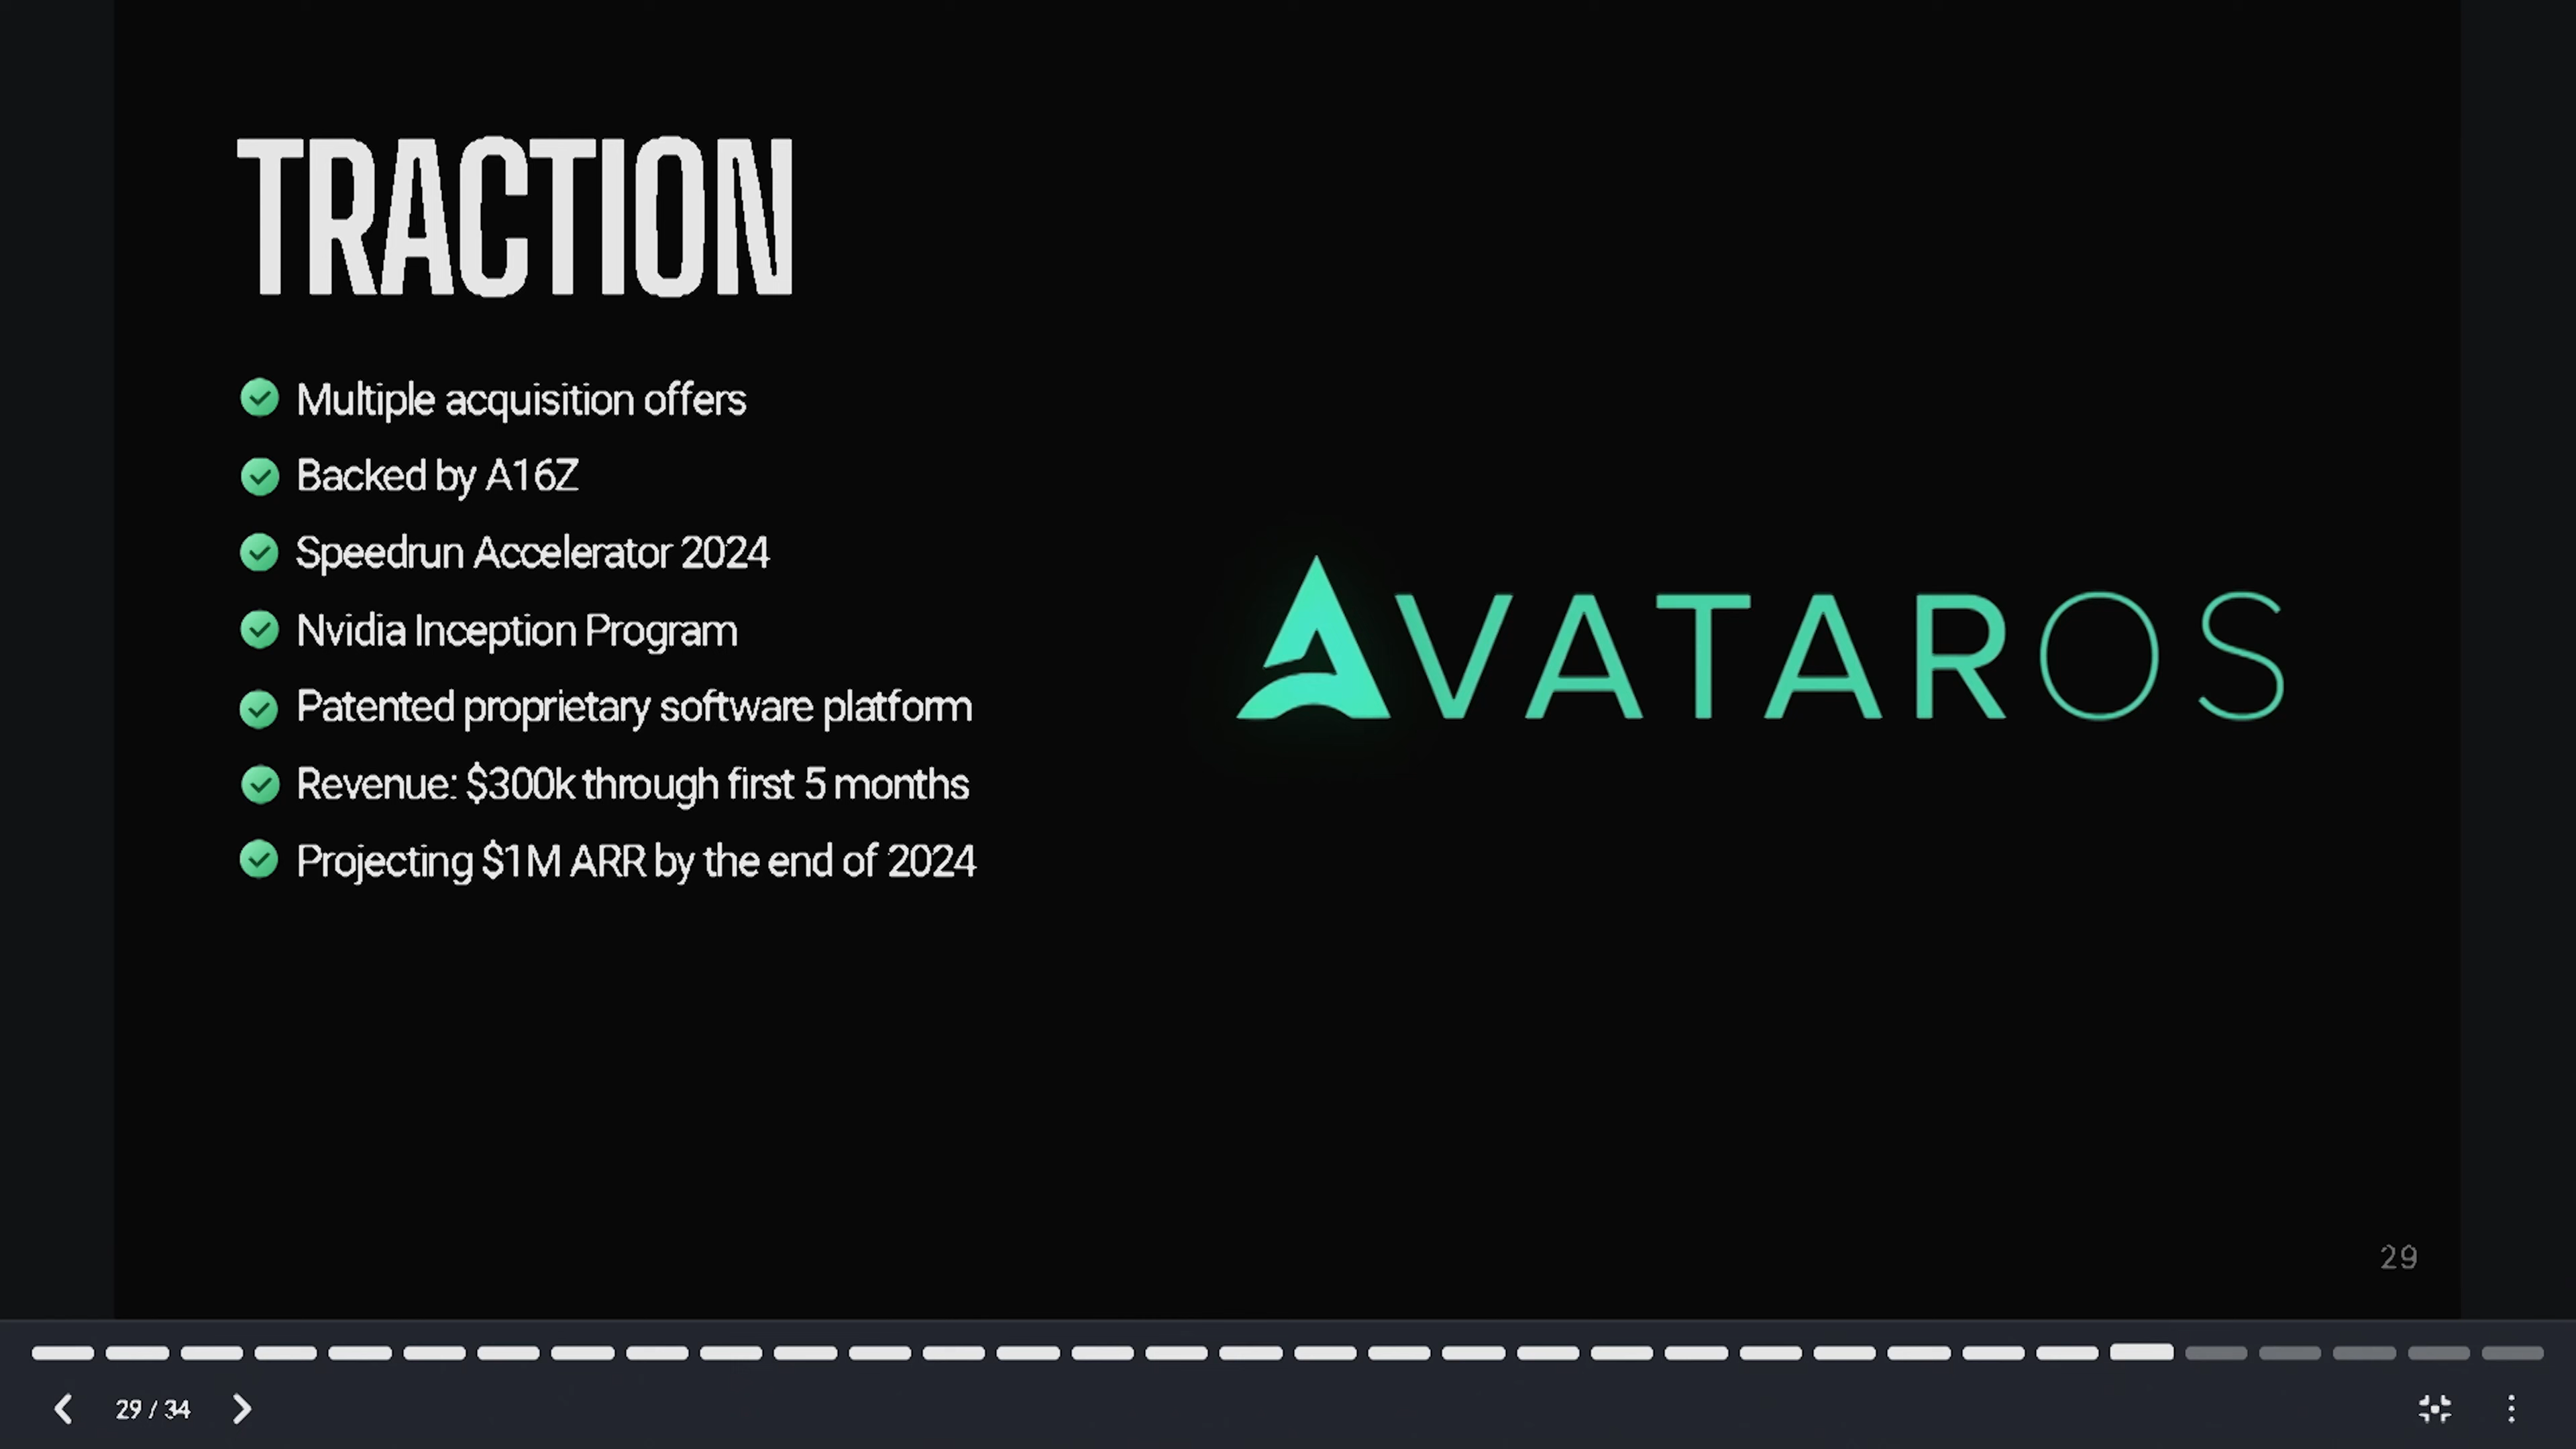 TRACTION
Multiple acquisition offers
Backed by A16Z
Speedrun Accelerator 2024
Nvidia Inception Program
Patented proprietary software platform
Revenue: $300k through first 5 months
Projecting $1M ARR by the end of 2024
AVATAROS
29
29 / 34